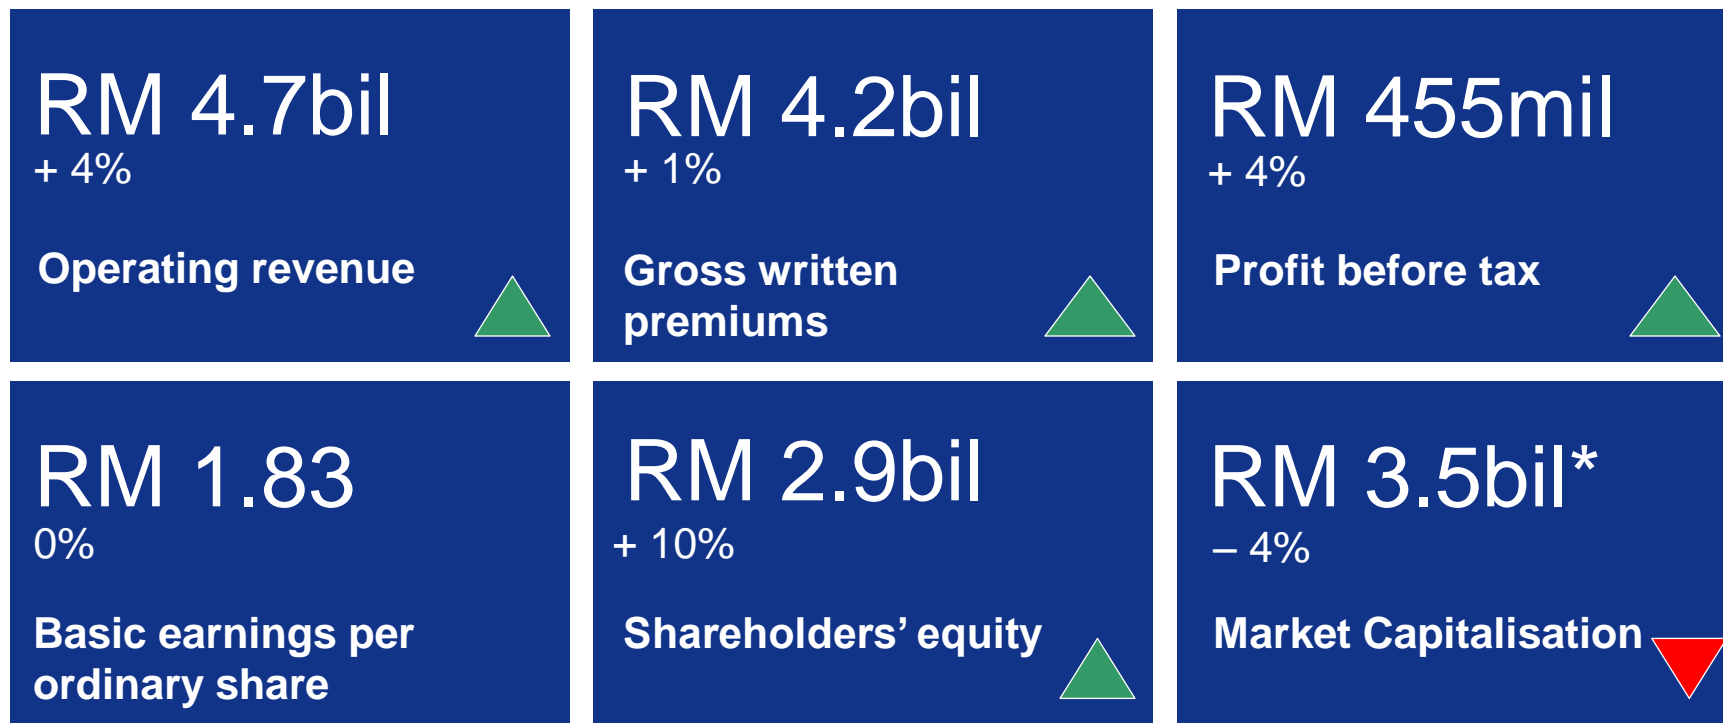 RM 4.7bil
+ 4%
Operating revenue
RM 4.2bil
+ 1%
Gross written
premiums
RM 455mil
+ 4%
Profit before tax
RM 1.83
0%
Basic earnings per
ordinary share
RM 2.9bil
+ 10%
Shareholders’ equity
RM 3.5bil*
– 4%
Market Capitalisation